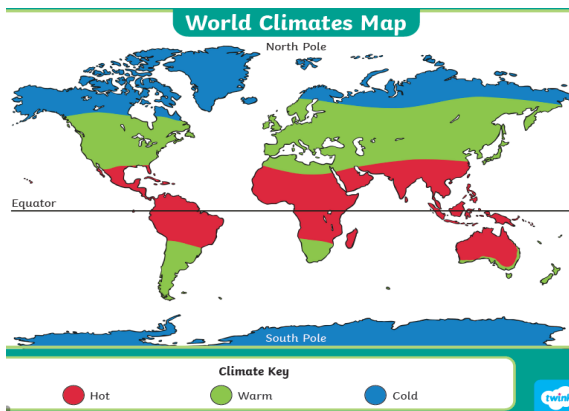 World Climates Map
North Pole
Equator
South Pole
Climate Key
Hot
Warm
Cold